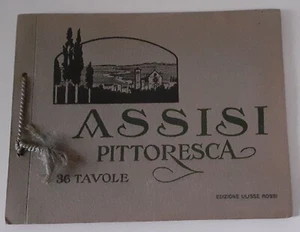 ASSISI
PITTORESCA
36 TAVOLE
EDIZIONE ULISSE ROSSI